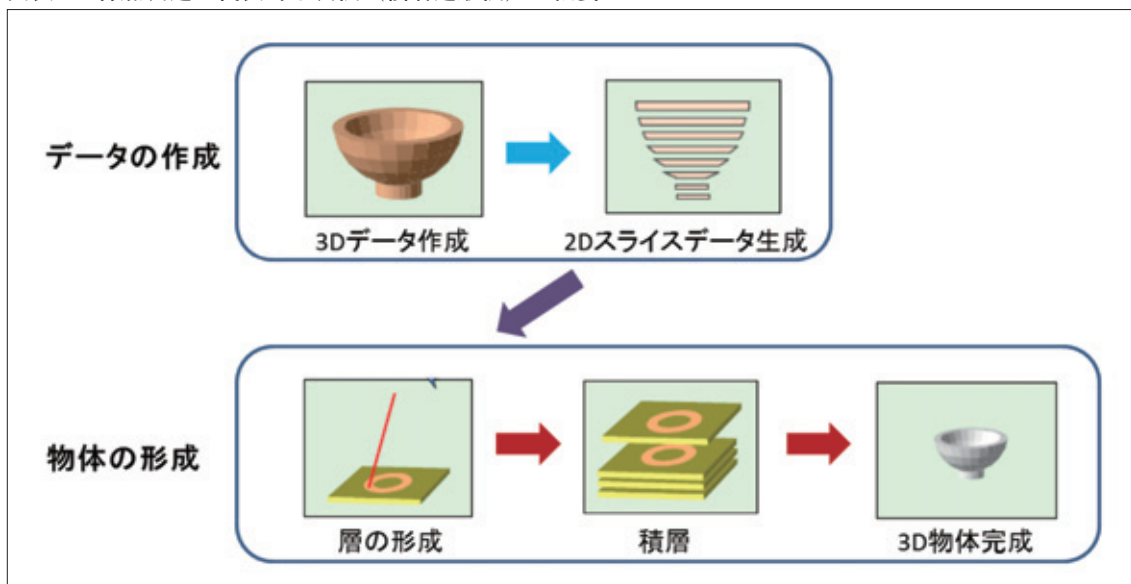 データの作成
3Dデータ作成
2Dスライスデータ生成
物体の形成
層の形成
積層
3D物体完成